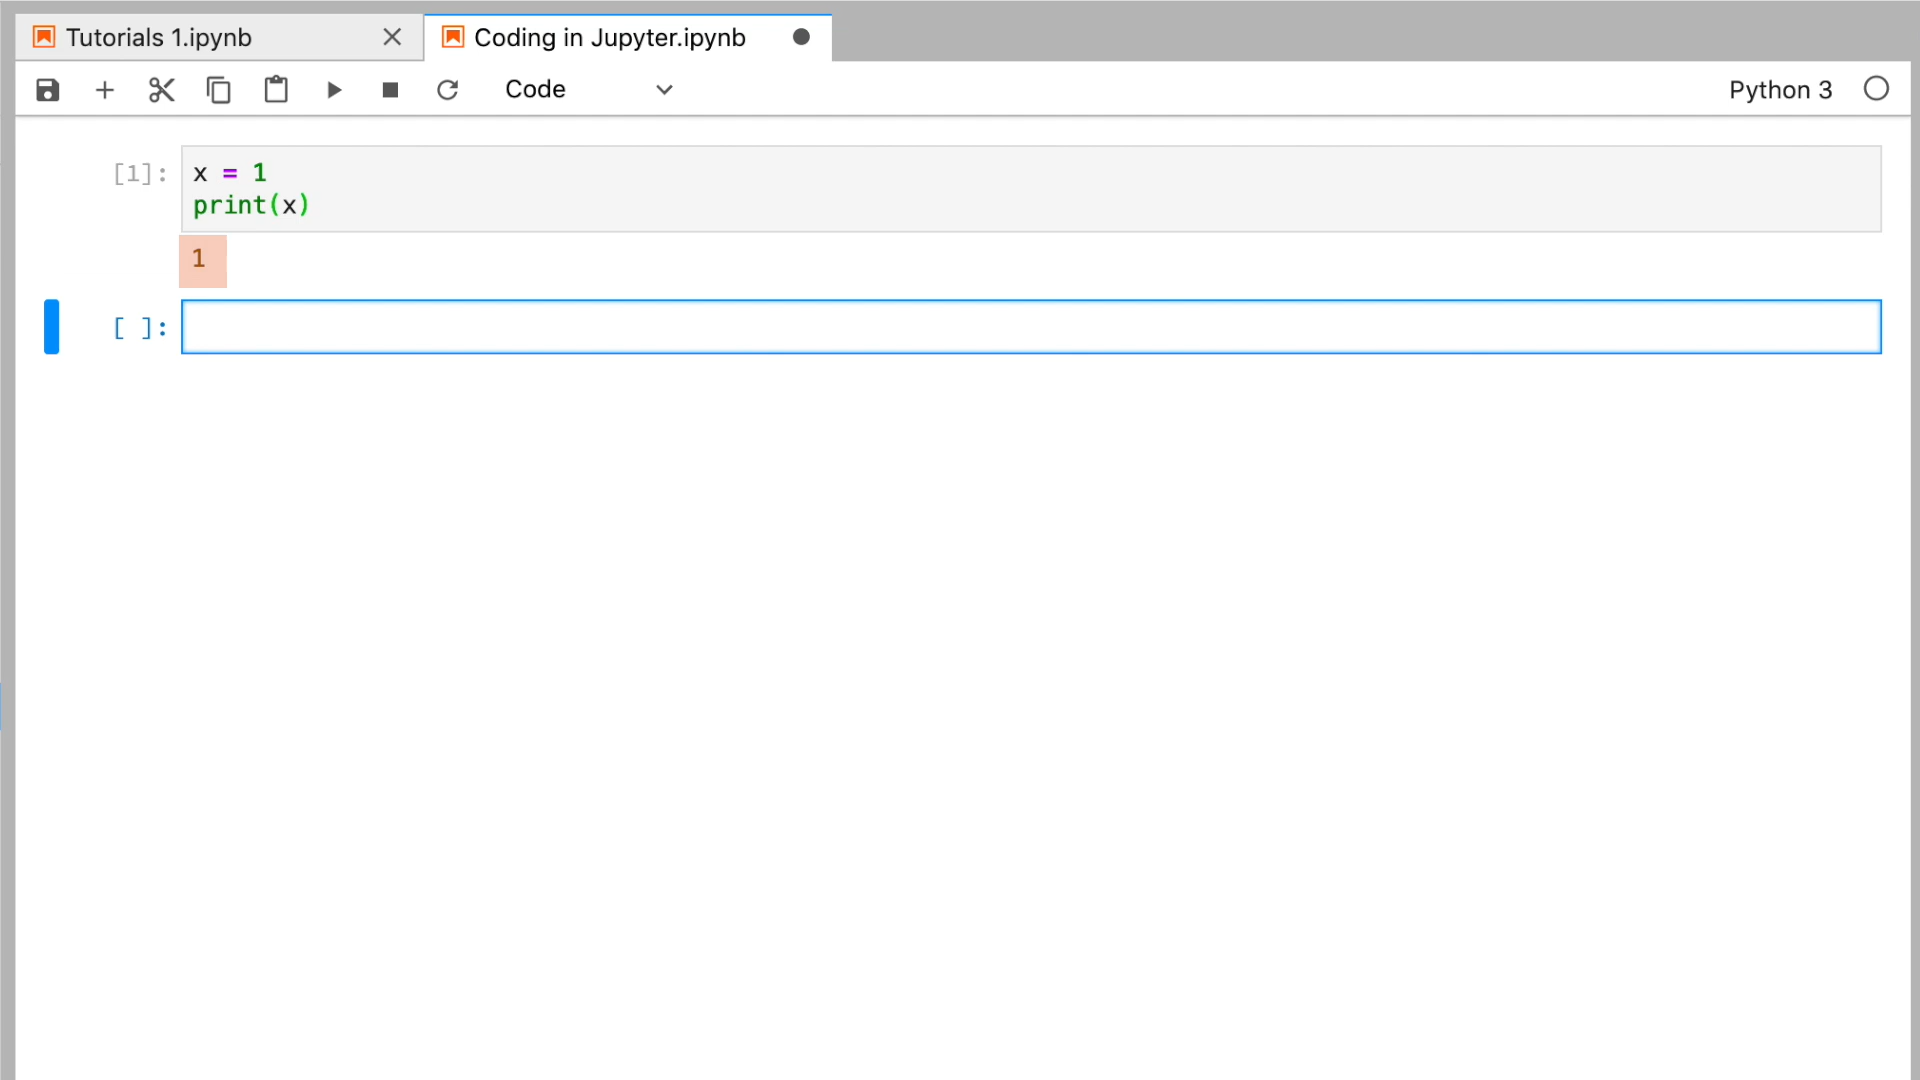 Tutorials 1.ipynb
Coding in Jupyter.ipynb
Code
Python 3
[1]:
x = 1
print(x)
1
[ ]: